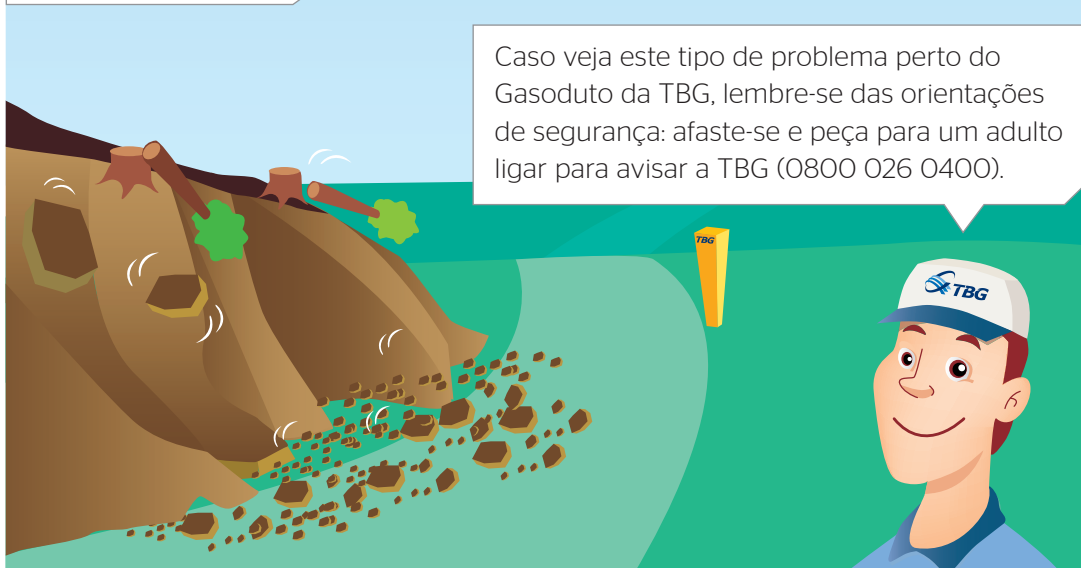 Caso veja este tipo de problema perto do
Gasoduto da TBG, lembre-se das orientações
de segurança: afaste-se e peça para um adulto
ligar para avisar a TBG (0800 026 0400).
TBG
TBG